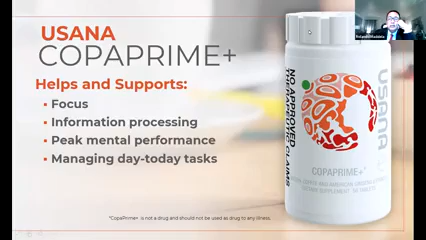 USANA
COPAPRIME+
Helps and Supports:
• Focus
• Information processing
• Peak mental performance
• Managing day-today tasks
*CopaPrime+ is not a drug and should not be used as drug to any illness.
NO APPROVED
THERAPEUTIC CLAIMS
USANA
COPAPRIME+